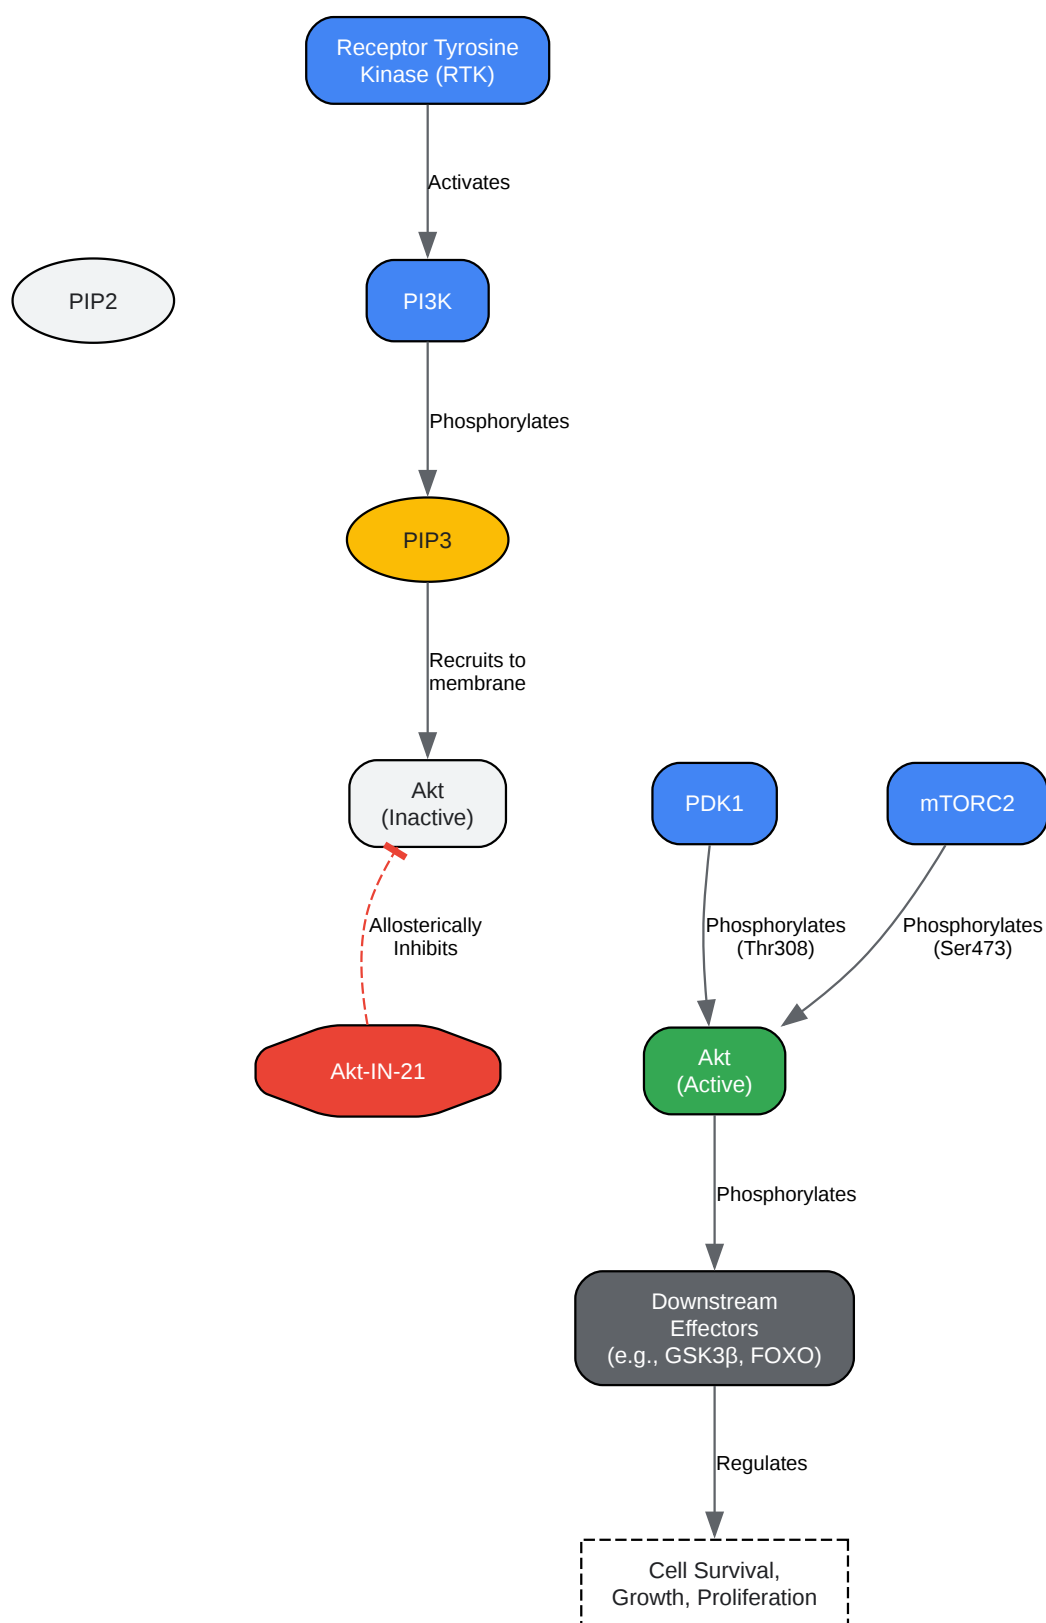 Receptor Tyrosine
Kinase (RTK)
Activates
PIP2
PI3K
Phosphorylates
PIP3
Recruits to
membrane
Akt
(Inactive)
PDK1
mTORC2
Allosterically
Inhibits
Phosphorylates
(Thr308)
Phosphorylates
(Ser473)
Akt-IN-21
Akt
(Active)
Phosphorylates
Downstream
Effectors
(e.g., GSK3β, FOXO)
Regulates
Cell Survival,
Growth, Proliferation